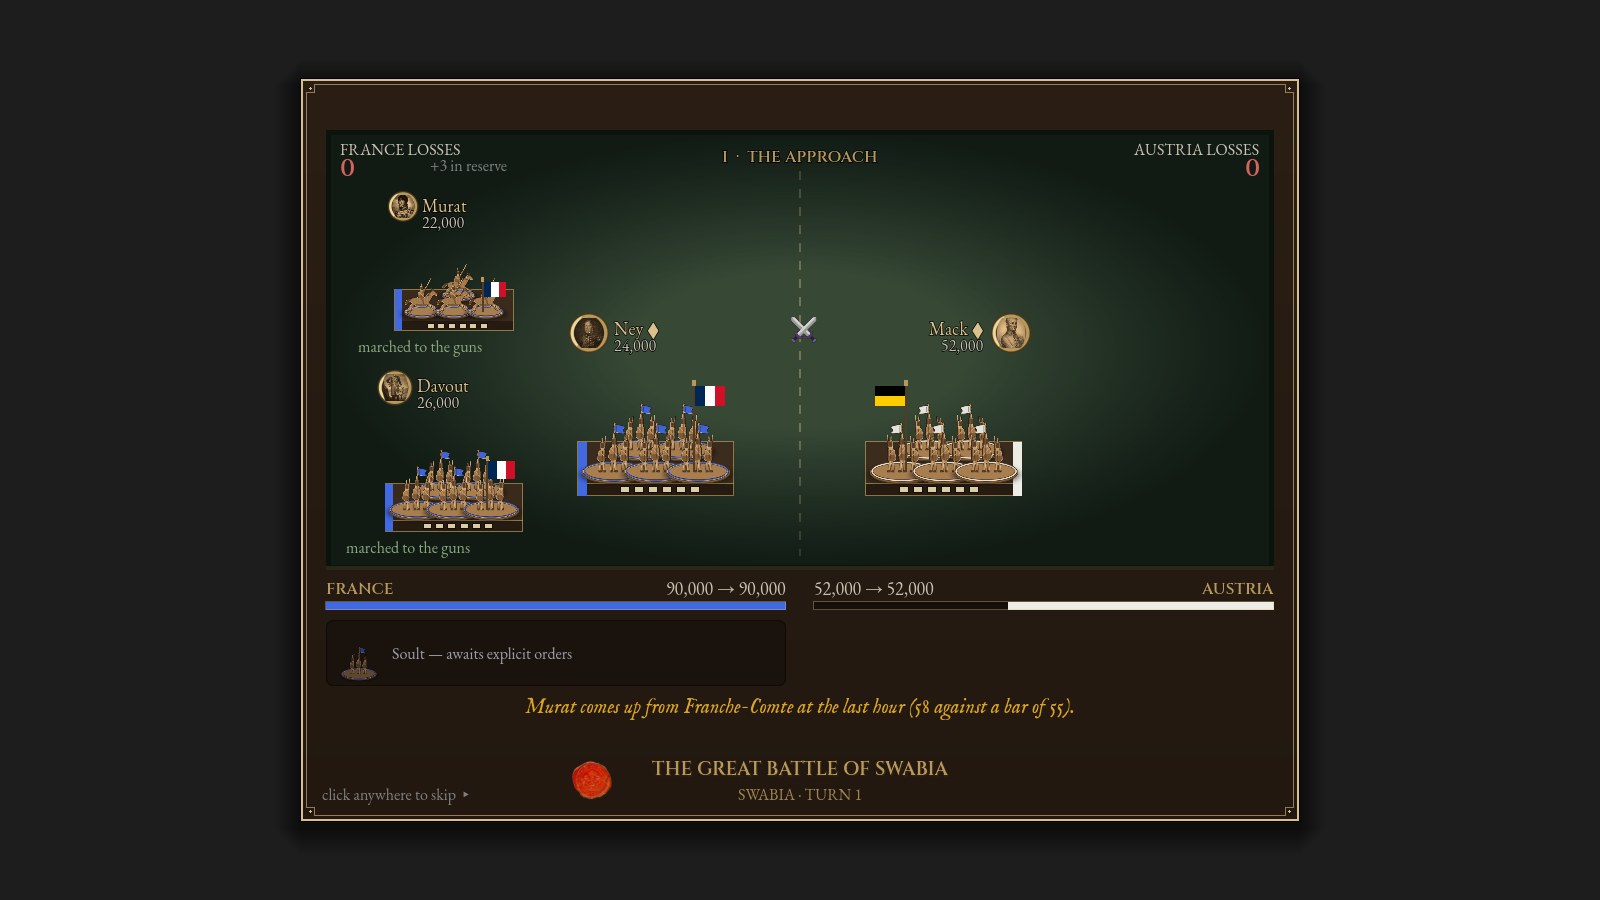 FRANCE LOSSES
0
+3 in reserve
I · THE APPROACH
AUSTRIA LOSSES
0
Murat
22,000
marched to the guns
Davout
26,000
marched to the guns
Ney
24,000
Mack
52,000
FRANCE
90,000 → 90,000
52,000 → 52,000
AUSTRIA
Soult — awaits explicit orders
Murat comes up from Franche-Comte at the last hour (58 against a bar of 55).
THE GREAT BATTLE OF SWABIA
SWABIA · TURN 1
click anywhere to skip ▸